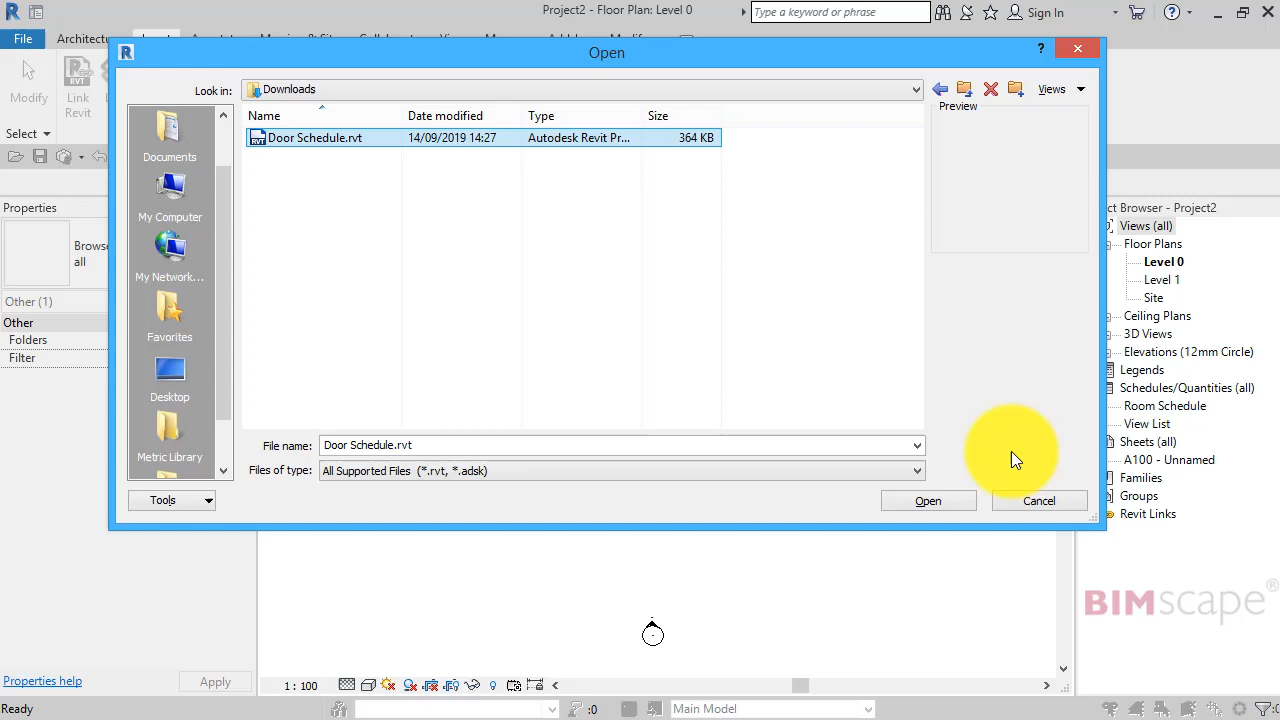 Project2 - Floor Plan: Level 0
Type a keyword or phrase
Sign In
File
Modify
Link
Revit
Select
Open
Look in:
Downloads
Views
Name
Date modified
Type
Size
Preview
Door Schedule.rvt
14/09/2019 14:27
Autodesk Revit Pr...
364 KB
Documents
My Computer
My Network...
Favorites
Desktop
Metric Library
File name:
Door Schedule.rvt
Files of type:
All Supported Files (*.rvt, *.adsk)
Tools
Open
Cancel
Properties
Other (1)
Other
Folders
Filter
Properties help
Apply
Browser - Project2
Views (all)
Floor Plans
Level 0
Level 1
Site
Ceiling Plans
3D Views
Elevations (12mm Circle)
Legends
Schedules/Quantities (all)
Room Schedule
View List
Sheets (all)
A100 - Unnamed
Families
Groups
Revit Links
BIMscape®
1 : 100
Ready
:0
Main Model